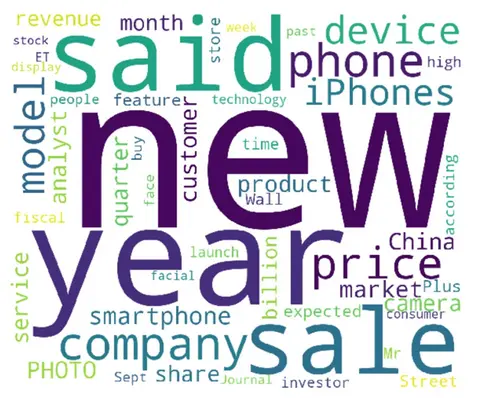 revenue
month
store
week
past
device
stock
ET
said
phone
high
display
model
people
feature
technology
iPhones
analyst
new
quarter
buy
face
customer
time
product
Wall
according
fiscal
year
launch
China
price
facial
service
billion
market
Plus
camera
smartphone
expected
consumer
company
sale
Mr
PHOTO
Sept
share
Journal
investor
Street